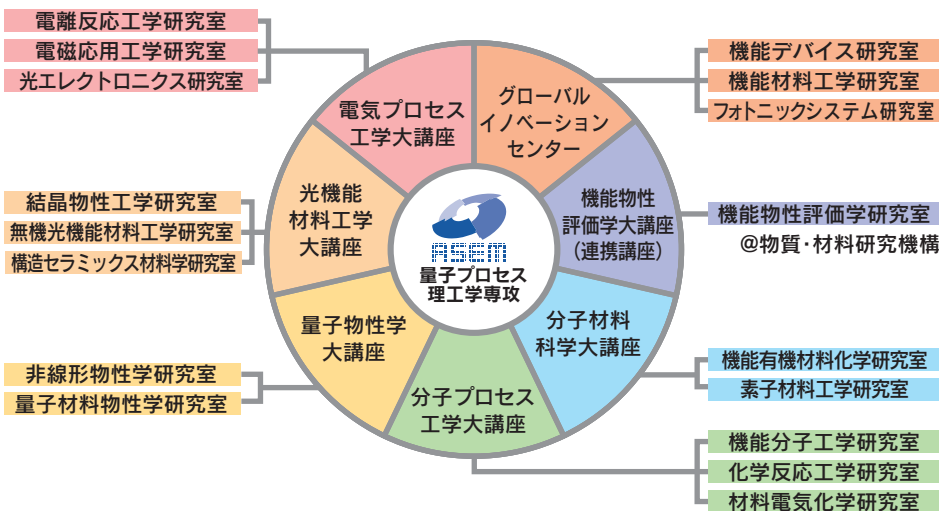 電離反応工学研究室
電磁応用工学研究室
光エレクトロニクス研究室
電気プロセス
工学大講座
グローバル
イノベーション
センター
機能デバイス研究室
機能材料工学研究室
フォトニックシステム研究室
結晶物性工学研究室
無機光機能材料工学研究室
構造セラミックス材料学研究室
光機能
材料工学
大講座
機能物性
評価学大講座
(連携講座)
機能物性評価学研究室
@物質・材料研究機構
ASEM
量子プロセス
理工学専攻
量子物性学
大講座
分子材料
科学大講座
非線形物性学研究室
量子材料物性学研究室
機能有機材料化学研究室
素子材料工学研究室
分子プロセス
工学大講座
機能分子工学研究室
化学反応工学研究室
材料電気化学研究室